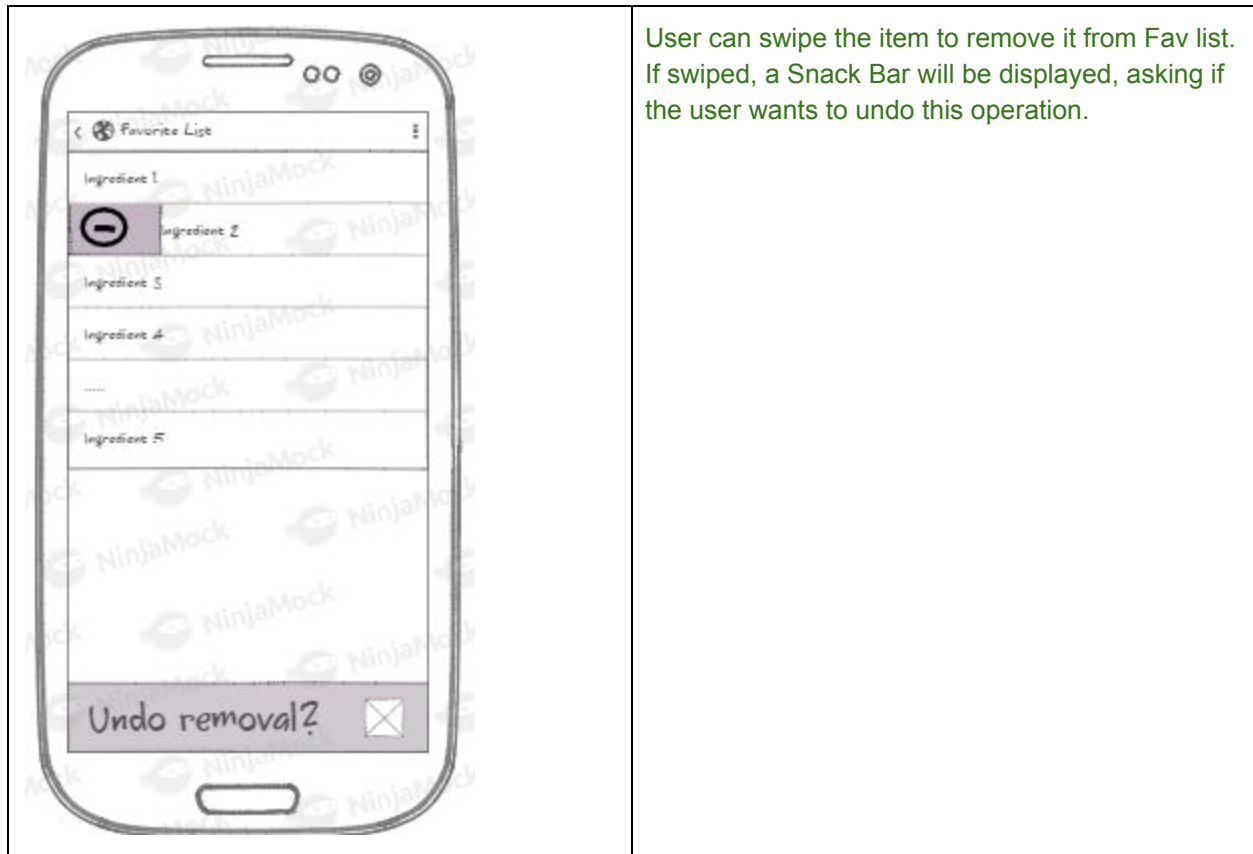 Favorite List
Ingredient 1
Ingredient 2
Ingredient 3
Ingredient 4
.....
Ingredient 5
Undo removal?
NinjaMock
User can swipe the item to remove it from Fav list.
If swiped, a Snack Bar will be displayed, asking if
the user wants to undo this operation.